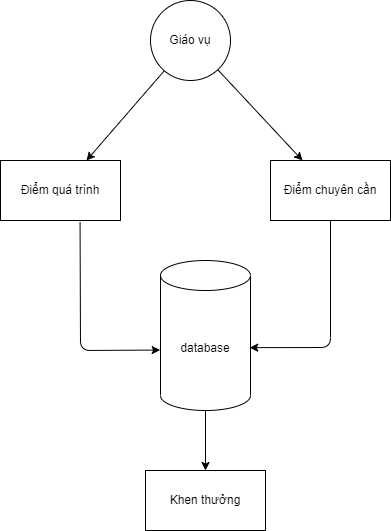 Giáo vụ
Điểm quá trình
Điểm chuyên cần
database
Khen thưởng